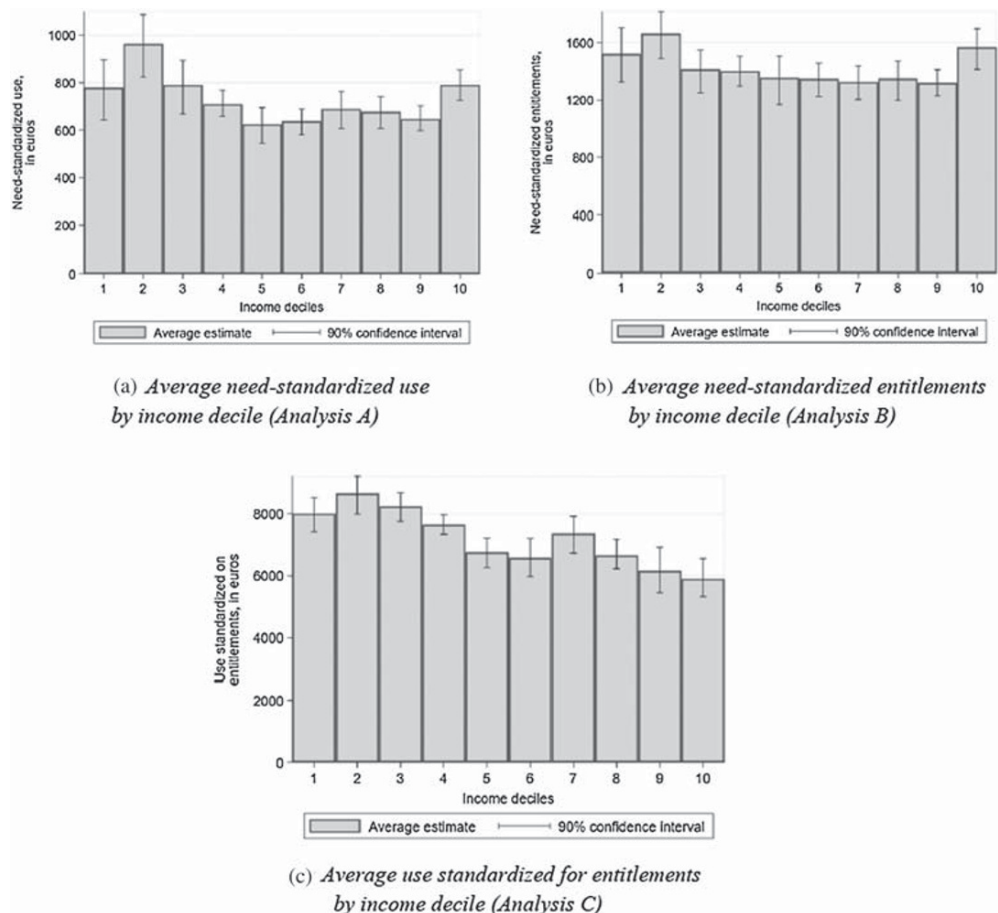 Need-standardized use,
in euros
1000
800
600
400
200
0
1 2 3 4 5 6 7 8 9 10
Income deciles
Average estimate 90% confidence interval
(a) Average need-standardized use
by income decile (Analysis A)
Need-standardized entitlements,
in euros
1600
1200
800
400
0
1 2 3 4 5 6 7 8 9 10
Income deciles
Average estimate 90% confidence interval
(b) Average need-standardized entitlements
by income decile (Analysis B)
Use standardized on
entitlements, in euros
8000
6000
4000
2000
0
1 2 3 4 5 6 7 8 9 10
Income deciles
Average estimate 90% confidence interval
(c) Average use standardized for entitlements
by income decile (Analysis C)